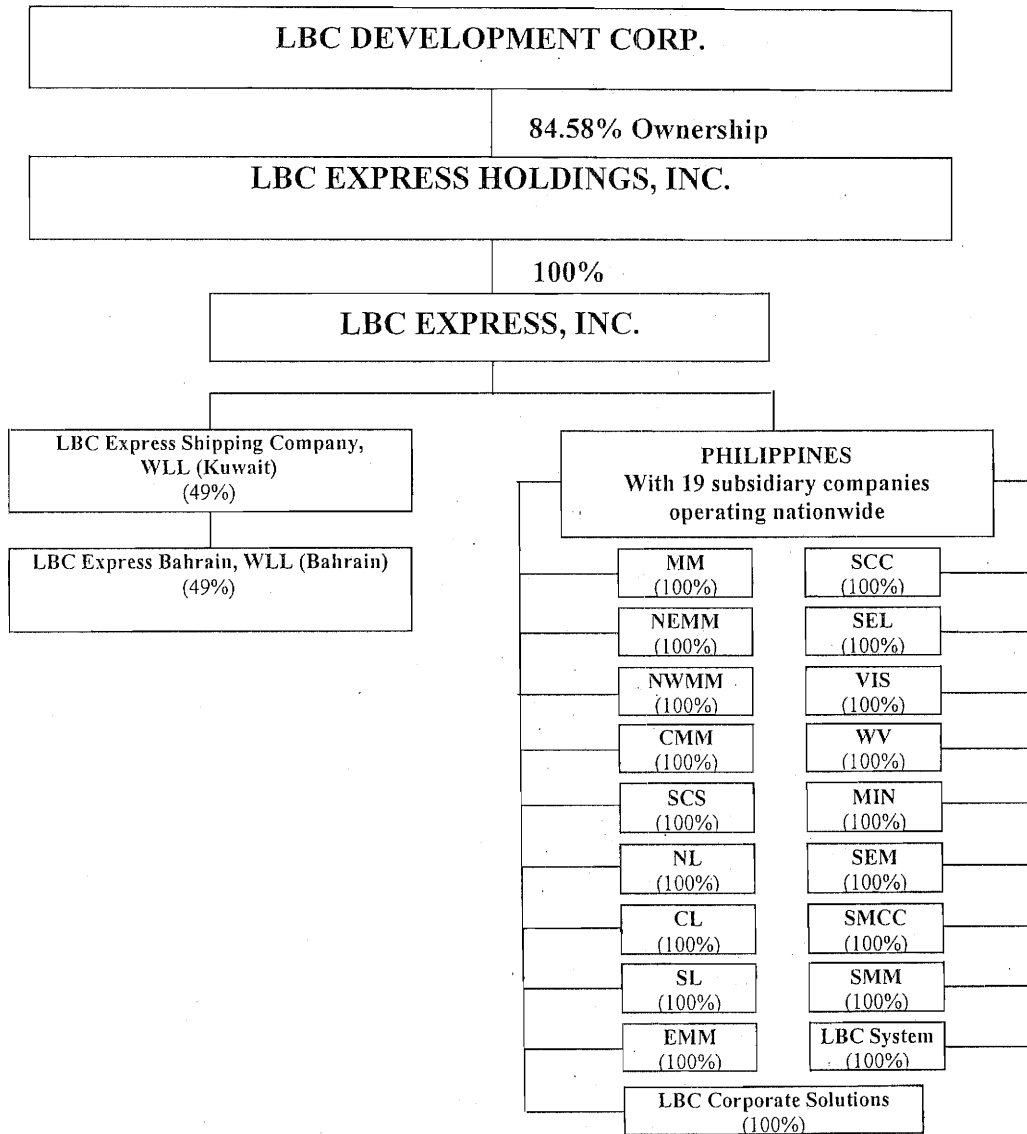 LBC DEVELOPMENT CORP.
84.58% Ownership
LBC EXPRESS HOLDINGS, INC.
100%
LBC EXPRESS, INC.
LBC Express Shipping Company,
WLL (Kuwait)
(49%)
LBC Express Bahrain, WLL (Bahrain)
(49%)
PHILIPPINES
With 19 subsidiary companies
operating nationwide
MM
(100%)
NEMM
(100%)
NWMM
(100%)
CMM
(100%)
SCS
(100%)
NL
(100%)
CL
(100%)
SL
(100%)
EMM
(100%)
SCC
(100%)
SEL
(100%)
VIS
(100%)
WV
(100%)
MIN
(100%)
SEM
(100%)
SMCC
(100%)
SMM
(100%)
LBC System
(100%)
LBC Corporate Solutions
(100%)